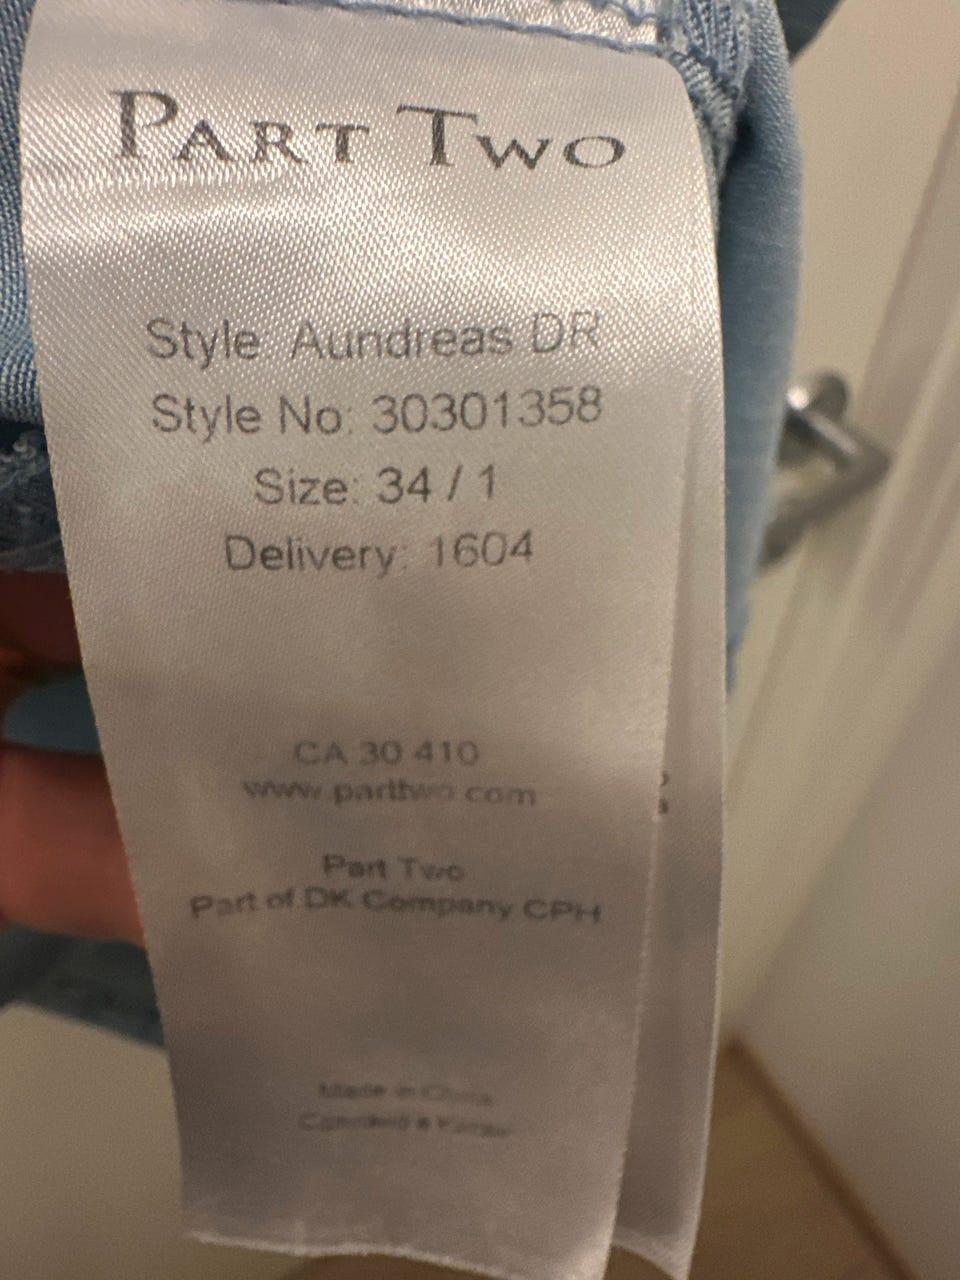 PART TWO
Style: Aundreas DR
Style No: 30301358
Size: 34 / 1
Delivery: 1604
CA 30 410
www.parttwo.com
Part Two
Part of DK Company CPH
Made in China